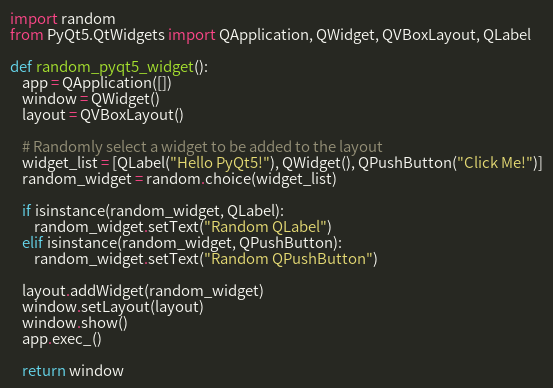 import random
from PyQt5.QtWidgets import QApplication, QWidget, QVBoxLayout, QLabel

def random_pyqt5_widget():
    app = QApplication([])
    window = QWidget()
    layout = QVBoxLayout()

    # Randomly select a widget to be added to the layout
    widget_list = [QLabel("Hello PyQt5!"), QWidget(), QPushButton("Click Me!")]
    random_widget = random.choice(widget_list)

    if isinstance(random_widget, QLabel):
        random_widget.setText("Random QLabel")
    elif isinstance(random_widget, QPushButton):
        random_widget.setText("Random QPushButton")

    layout.addWidget(random_widget)
    window.setLayout(layout)
    window.show()
    app.exec_()

    return window